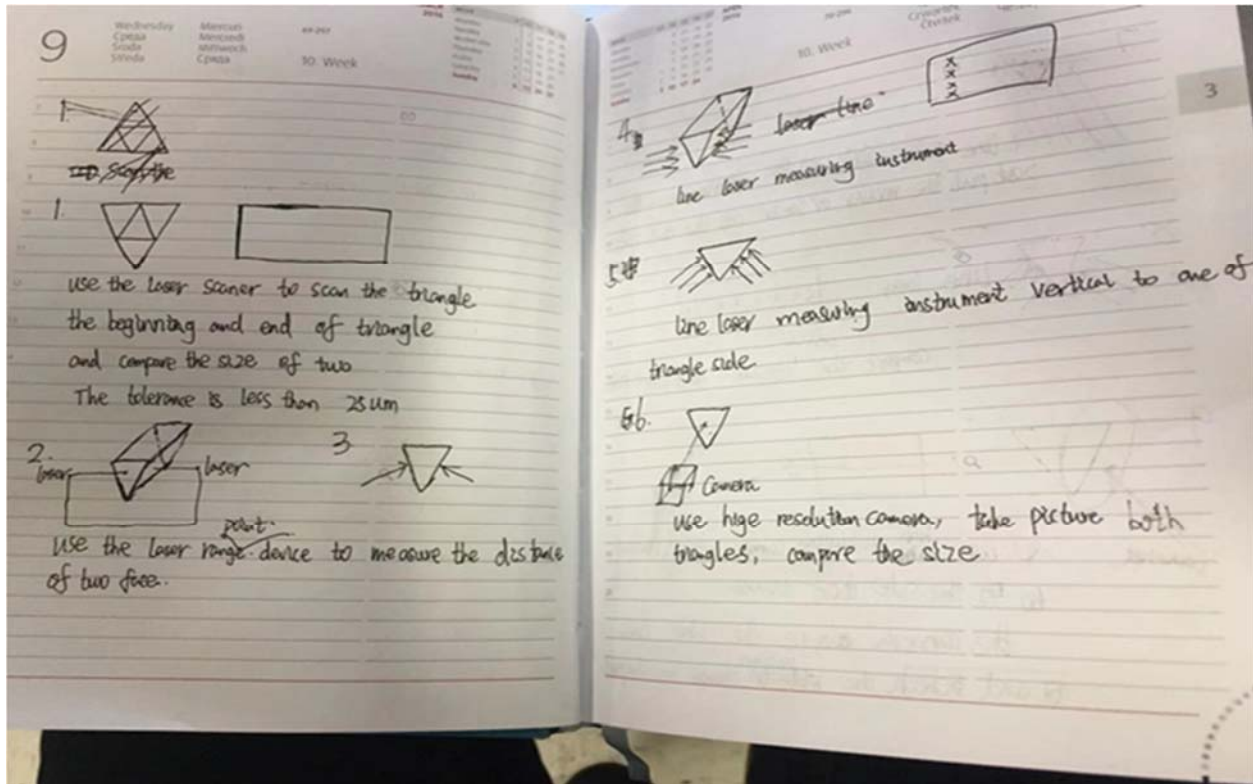 9
Wednesday
Mittwoch
Среда
10. Week
1.
1.
use the laser scaner to scan the triangle
the beginning and end of triangle
and compare the size of two
The tolerance is less than 25um
2.
laser
laser
3
point.
use the laser range device to measure the distance
of two face.
10. Week
3
4.
laser line
x
x
x
x
line laser measuring instrument
5.
line laser measuring instrument vertical to one of
triangle side
6.
Camera
use hige resolution camera, take picture both
triangles, compare the size